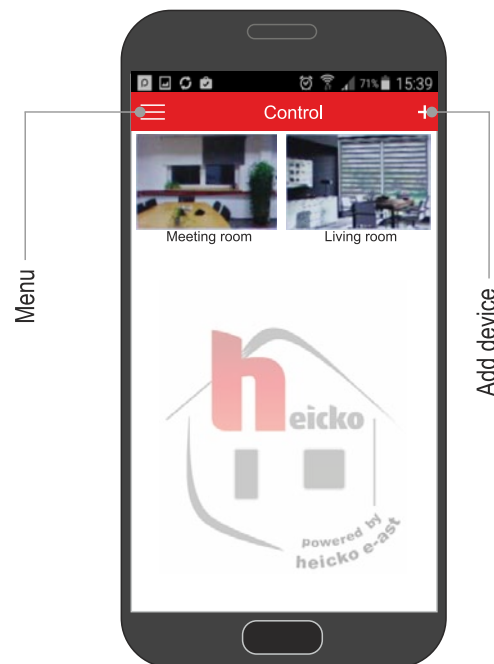 71% 15:39
Control
Meeting room
Living room
Menu
Add device
heicko
powered by
heicko e-ast